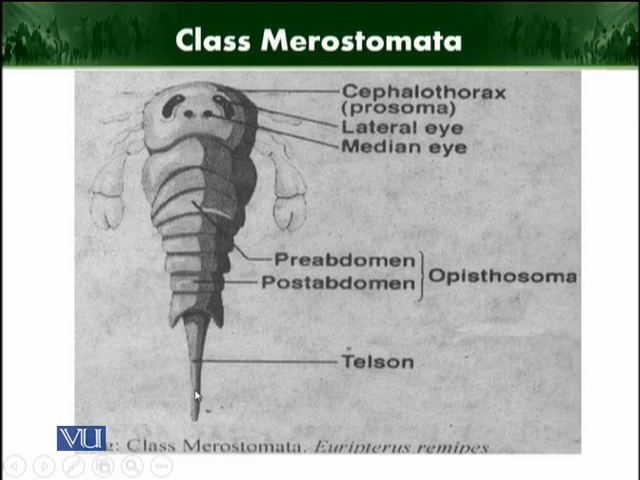 Class Merostomata
Cephalothorax
(prosoma)
Lateral eye
Median eye
Preabdomen
Postabdomen
Opisthosoma
Telson
VU
: Class Merostomata. Euripterus remipes